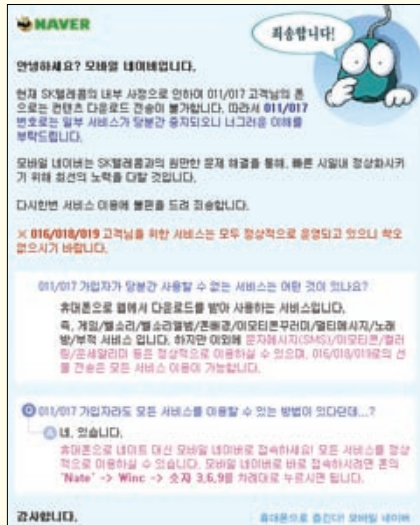 NAVER
죄송합니다!
안녕하세요? 모바일 네이버입니다.
현재 SK텔레콤의 내부 사정으로 인하여 011/017 고객님의 폰
으로는 컨텐츠 다운로드 전송이 불가합니다. 따라서 011/017
번호로는 일부 서비스가 당분간 중지되오니 너그러운 이해를
부탁드립니다.
모바일 네이버는 SK텔레콤과의 원만한 문제 해결을 통해, 빠른 시일내 정상화시키
기 위해 최선의 노력을 다할 것입니다.
다시한번 서비스 이용에 불편을 드려 죄송합니다.
※ 016/018/019 고객님을 위한 서비스는 모두 정상적으로 운영되고 있으니 착오
없으시기 바랍니다.
011/017 가입자가 당분간 사용할 수 없는 서비스는 어떤 것이 있나요?
휴대폰으로 웹에서 다운로드를 받아 사용하는 서비스입니다.
즉, 게임/벨소리/벨소리앨범/폰배경/이모티콘꾸러미/멀티메시지/노래
방/부적 서비스 입니다. 하지만 이외에 문자메시지(SMS)/이모티콘/컬러
링/운세알리미 등은 정상적으로 이용하실 수 있으며, 016/018/019로의 선
물 전송은 모든 서비스 이용이 가능합니다.
Q 011/017 가입자라도 모든 서비스를 이용할 수 있는 방법이 있다던데...?
A 네, 있습니다.
휴대폰으로 네이트 대신 모바일 네이버로 접속하세요! 모든 서비스를 정상
적으로 이용하실 수 있습니다. 모바일 네이버로 바로 접속하시려면 폰의
"Nate" -> Winc -> 숫자 3,6,9를 차례대로 누르시면 됩니다.
감사합니다.
휴대폰으로 즐긴다! 모바일 네이버